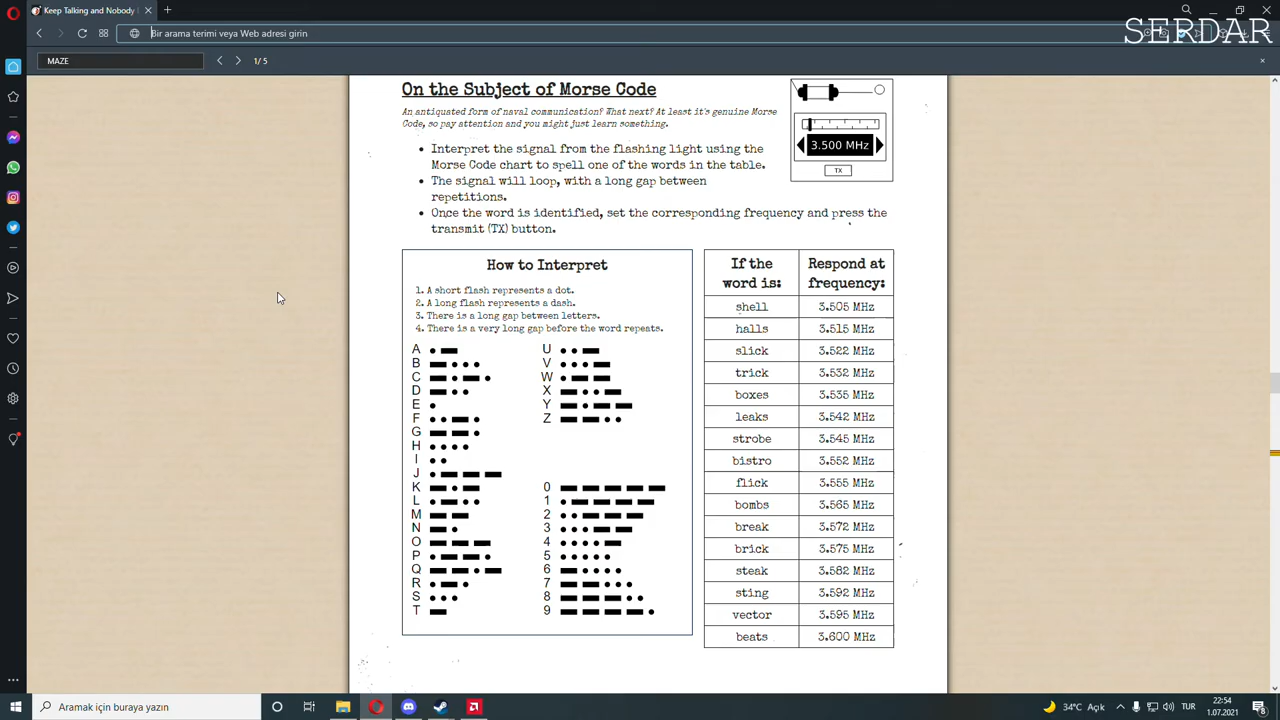 Keep Talking and Nobody
SERDAR
Bir arama terimi veya Web adresi girin
MAZE
1/5
On the Subject of Morse Code
An antiquated form of naval communication? What next? At least it's genuine Morse
Code, so pay attention and you might just learn something.
3.500 MHz
TX
• Interpret the signal from the flashing light using the
Morse Code chart to spell one of the words in the table.
• The signal will loop, with a long gap between
repetitions.
• Once the word is identified, set the corresponding frequency and press the
transmit (TX) button.
How to Interpret
1. A short flash represents a dot.
2. A long flash represents a dash.
3. There is a long gap between letters.
4. There is a very long gap before the word repeats.
A
B
C
D
E
F
G
H
I
J
K
L
M
N
O
P
Q
R
S
T
U
V
W
X
Y
Z
0
1
2
3
4
5
6
7
8
9
If the word is: Respond at frequency:
shell 3.505 MHz
halls 3.515 MHz
slick 3.522 MHz
trick 3.532 MHz
boxes 3.535 MHz
leaks 3.542 MHz
strobe 3.545 MHz
bistro 3.552 MHz
flick 3.555 MHz
bombs 3.565 MHz
break 3.572 MHz
brick 3.575 MHz
steak 3.582 MHz
sting 3.592 MHz
vector 3.595 MHz
beats 3.600 MHz
Aramak için buraya yazın
34°C Açık
TUR
22:54
1.07.2021
8